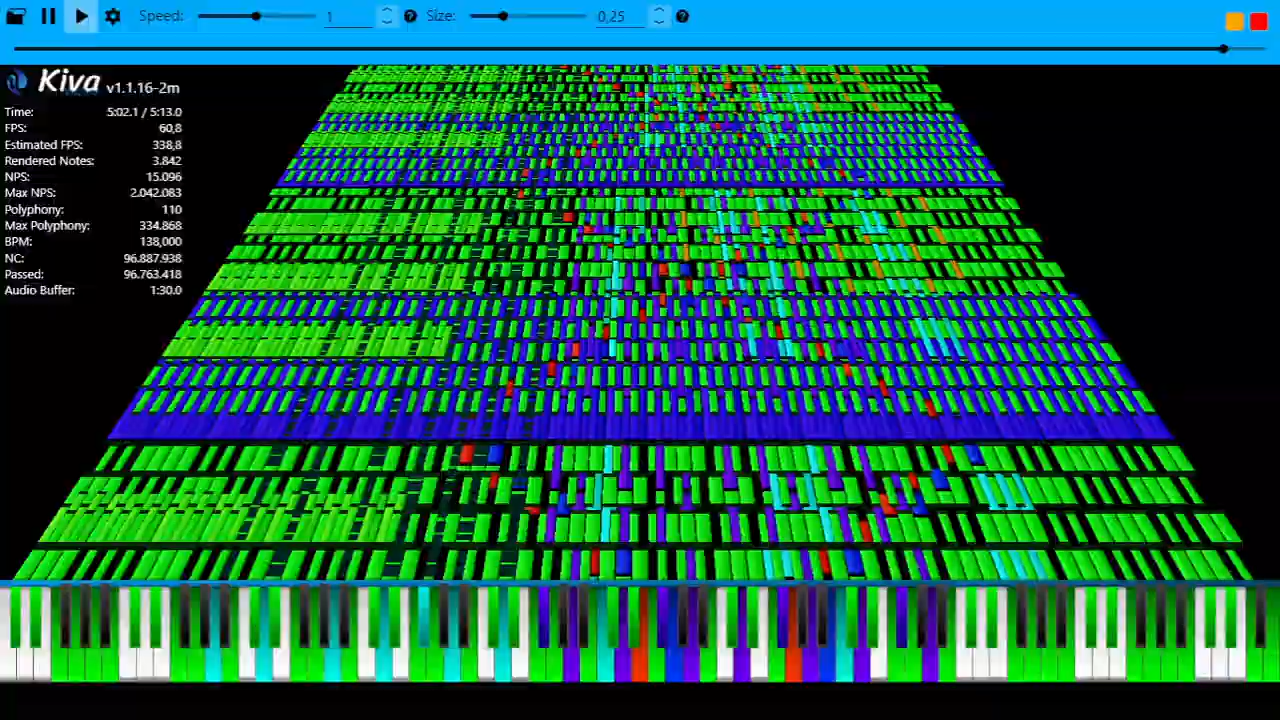 Speed: 1 Size: 0,25
Kiva v1.1.16-2m
Time: 5:02.1 / 5:13.0
FPS: 60,8
Estimated FPS: 338,8
Rendered Notes: 3.842
NPS: 15.096
Max NPS: 2.042.083
Polyphony: 110
Max Polyphony: 334.868
BPM: 138,000
NC: 96.887.938
Passed: 96.763.418
Audio Buffer: 1:30.0